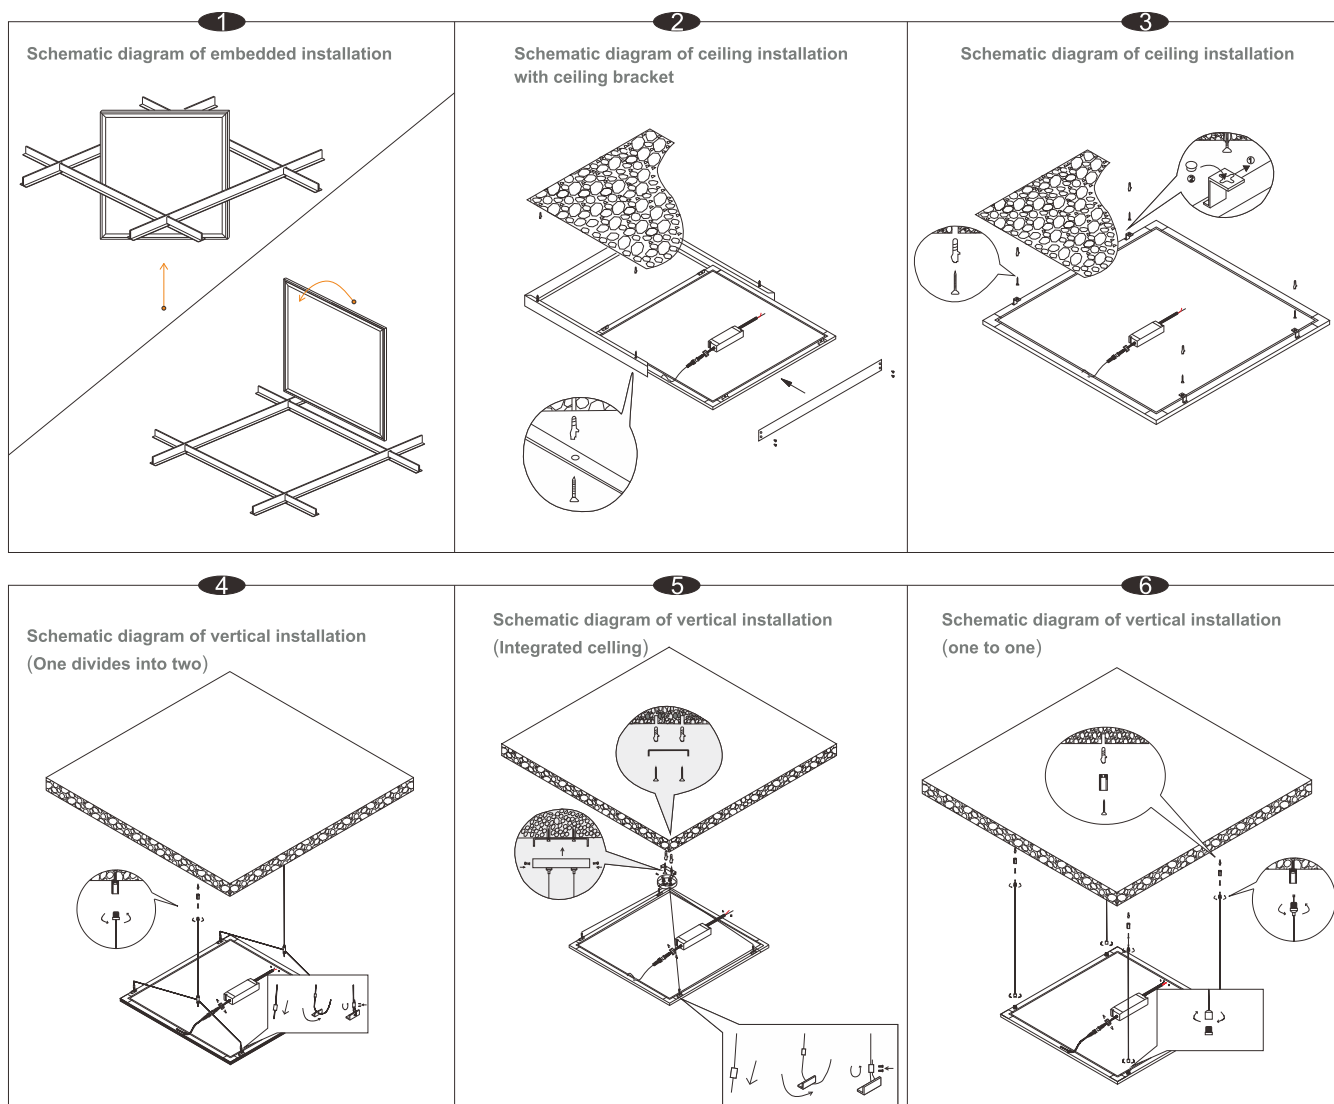 1
Schematic diagram of embedded installation
2
Schematic diagram of ceiling installation
with ceiling bracket
3
Schematic diagram of ceiling installation
①
②
4
Schematic diagram of vertical installation
(One divides into two)
5
Schematic diagram of vertical installation
(Integrated celling)
6
Schematic diagram of vertical installation
(one to one)